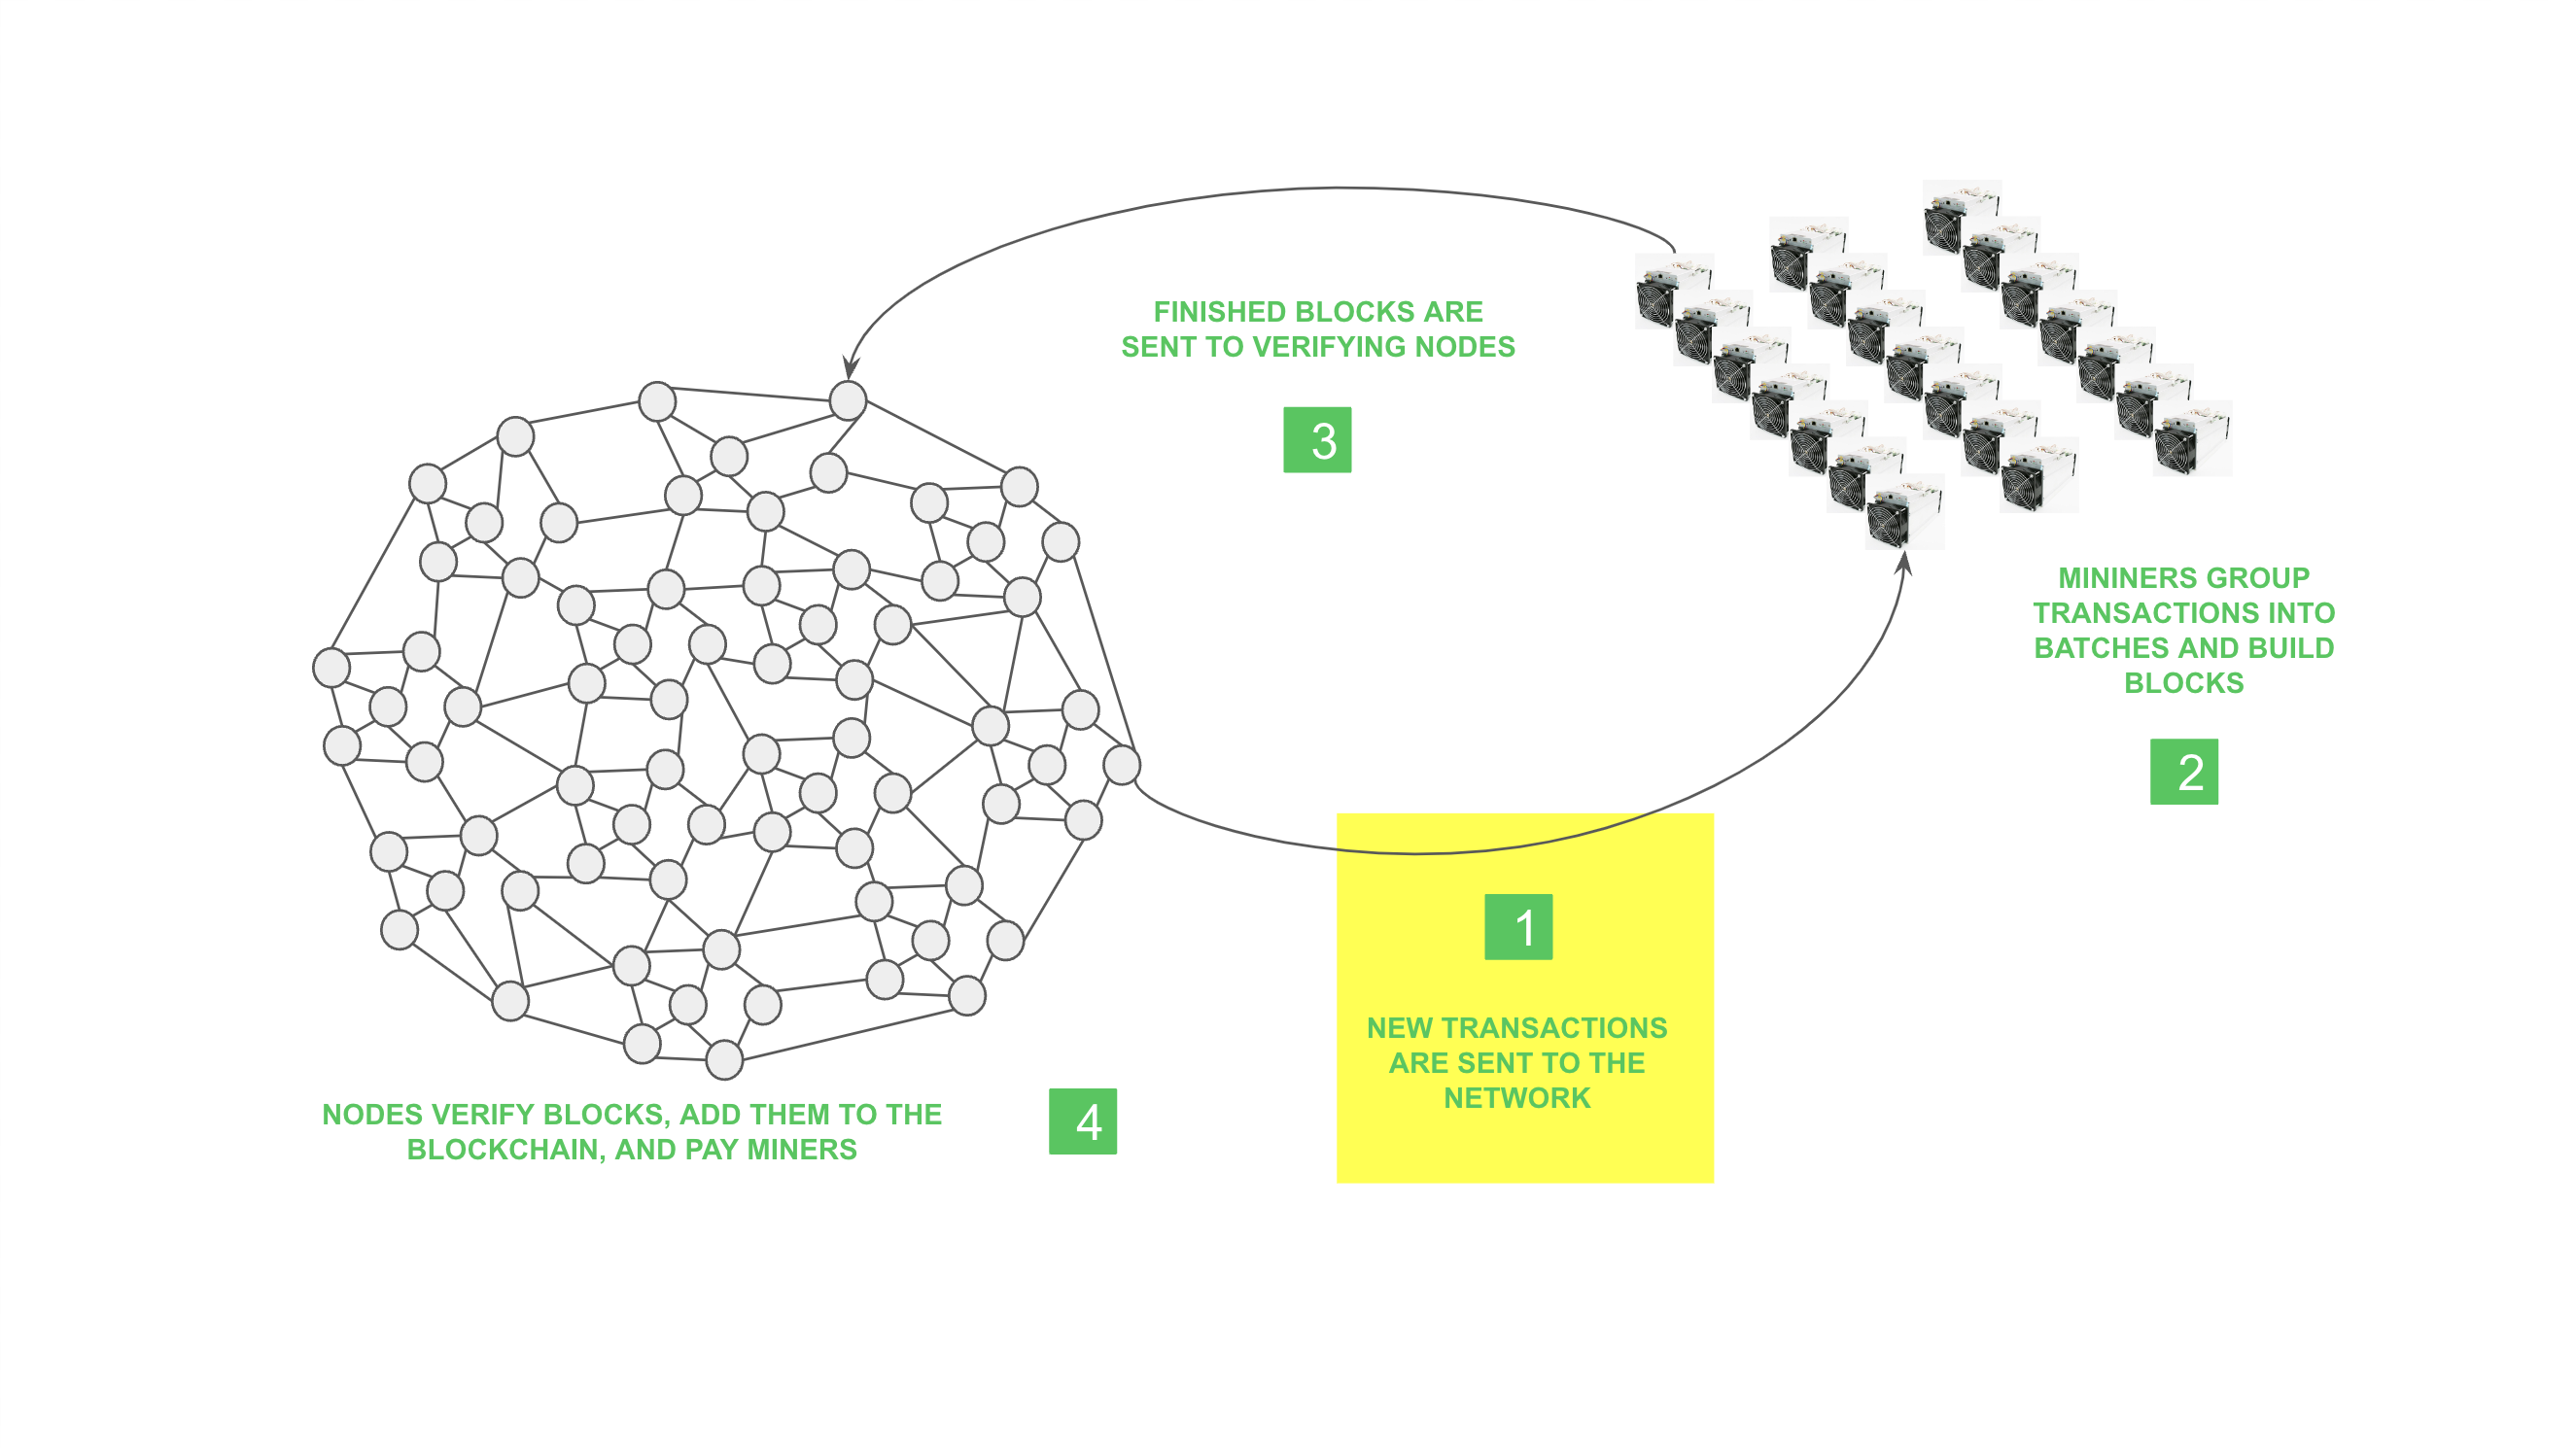 FINISHED BLOCKS ARE
SENT TO VERIFYING NODES
3
MININERS GROUP
TRANSACTIONS INTO
BATCHES AND BUILD
BLOCKS
2
1
NEW TRANSACTIONS
ARE SENT TO THE
NETWORK
NODES VERIFY BLOCKS, ADD THEM TO THE
BLOCKCHAIN, AND PAY MINERS
4